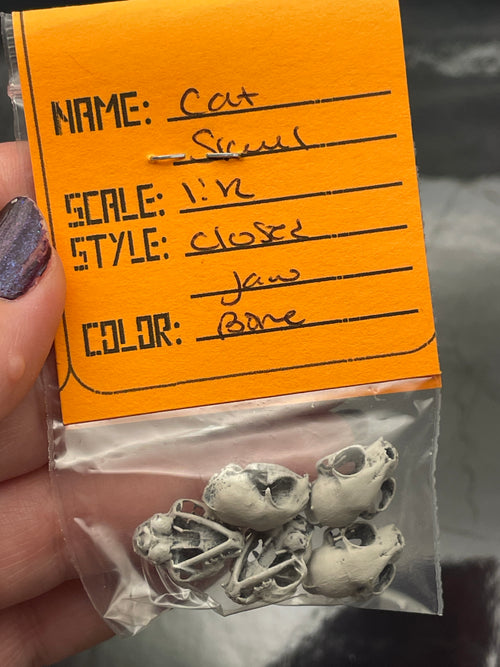 NAME: Cat
Skull
SCALE: 1:12
STYLE: closed
jaw
COLOR: Bone